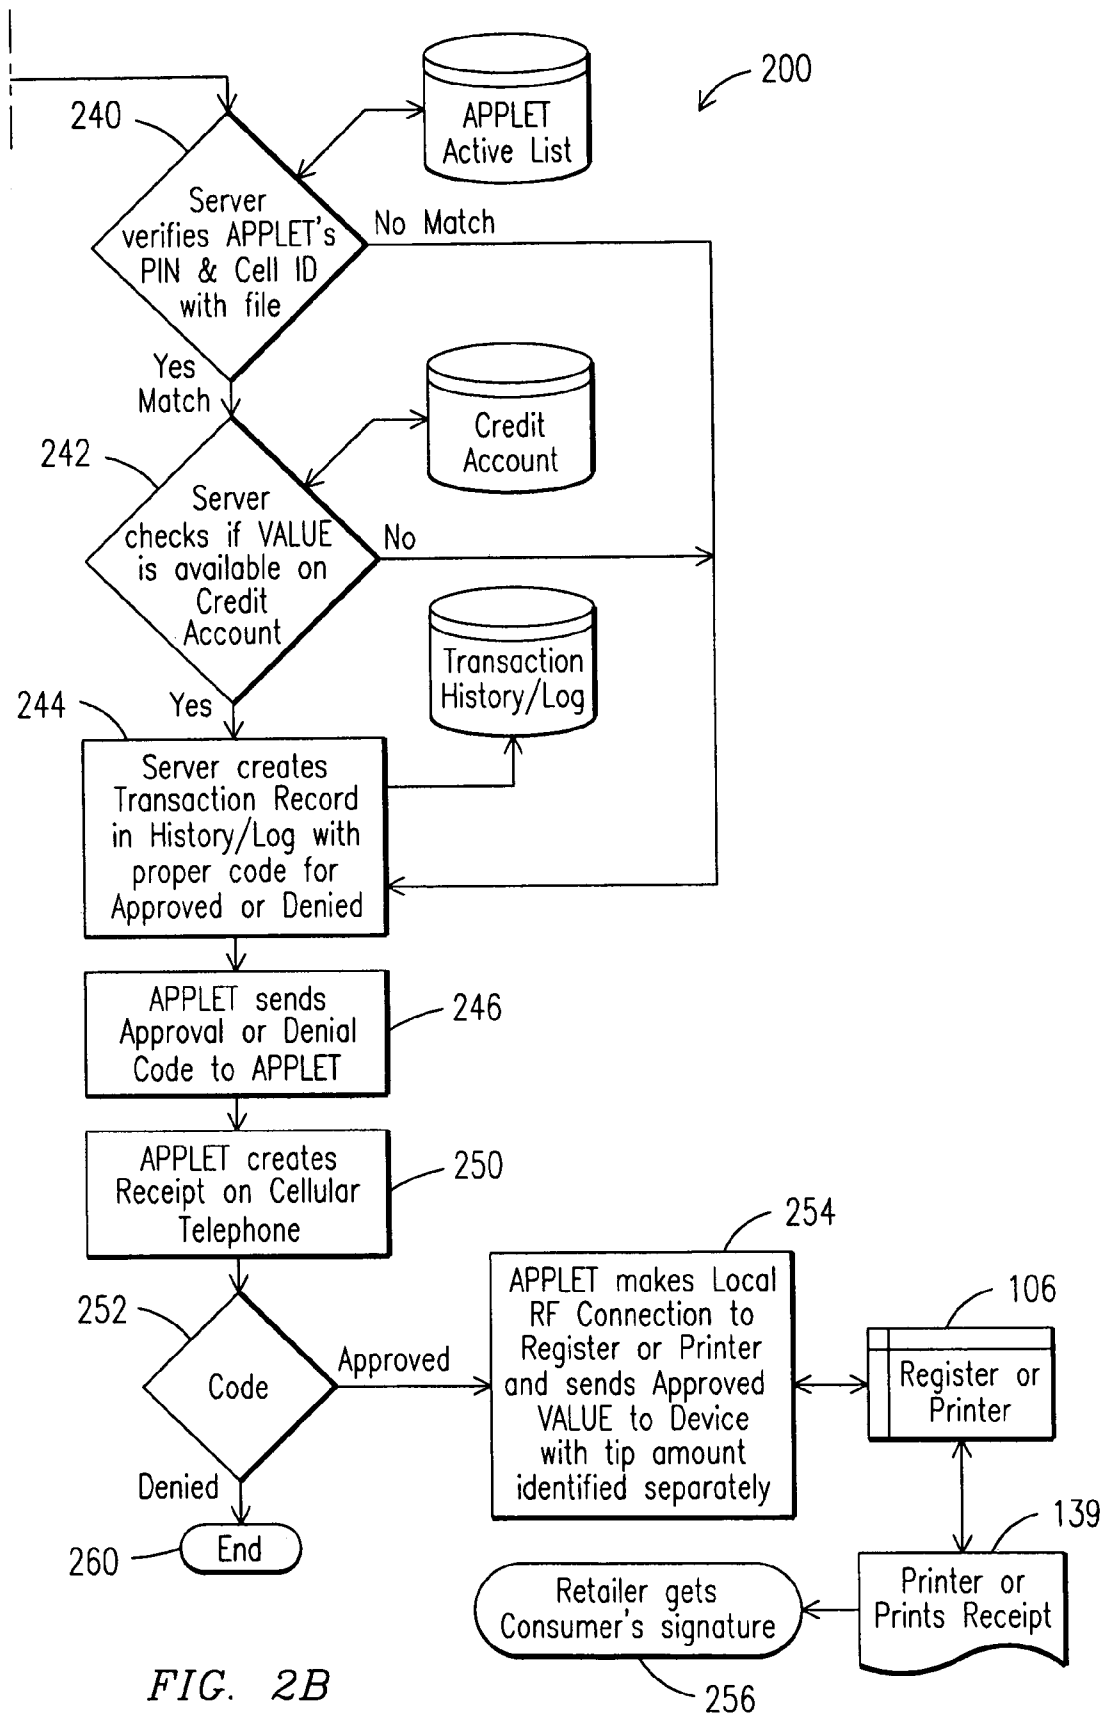 200
APPLET
Active List
240
Server
verifies APPLET's
PIN & Cell ID
with file
No Match
Yes
Match
Credit
Account
242
Server
checks if VALUE
is available on
Credit
Account
No
Transaction
History/Log
Yes
244
Server creates
Transaction Record
in History/Log with
proper code for
Approved or Denied
APPLET sends
Approval or Denial
Code to APPLET
246
APPLET creates
Receipt on Cellular
Telephone
250
252
Code
Approved
Denied
End
260
254
APPLET makes Local
RF Connection to
Register or Printer
and sends Approved
VALUE to Device
with tip amount
identified separately
106
Register or
Printer
139
Printer or
Prints Receipt
Retailer gets
Consumer's signature
256
FIG. 2B